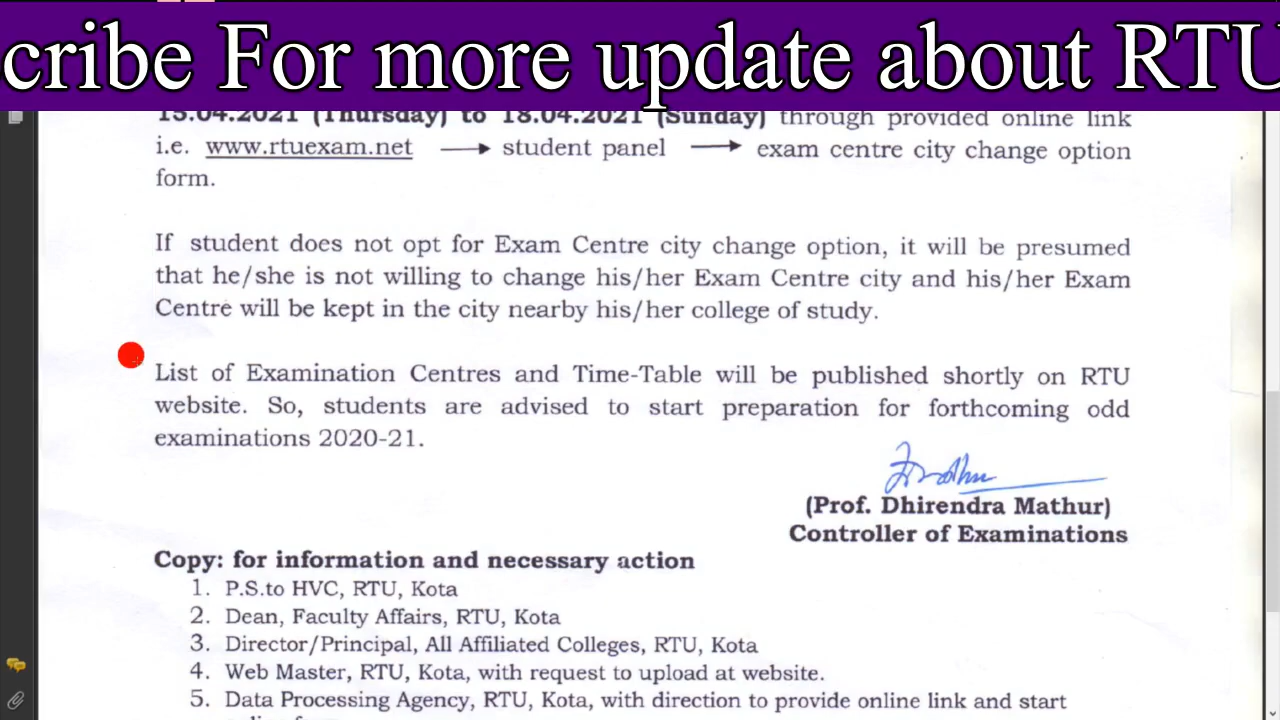 cribe For more update about RTU
15.04.2021 (Thursday) to 18.04.2021 (Sunday) through provided online link
i.e. www.rtuexam.net → student panel → exam centre city change option
form.
If student does not opt for Exam Centre city change option, it will be presumed
that he/she is not willing to change his/her Exam Centre city and his/her Exam
Centre will be kept in the city nearby his/her college of study.
List of Examination Centres and Time-Table will be published shortly on RTU
website. So, students are advised to start preparation for forthcoming odd
examinations 2020-21.
(Prof. Dhirendra Mathur)
Controller of Examinations
Copy: for information and necessary action
1. P.S.to HVC, RTU, Kota
2. Dean, Faculty Affairs, RTU, Kota
3. Director/Principal, All Affiliated Colleges, RTU, Kota
4. Web Master, RTU, Kota, with request to upload at website.
5. Data Processing Agency, RTU, Kota, with direction to provide online link and start